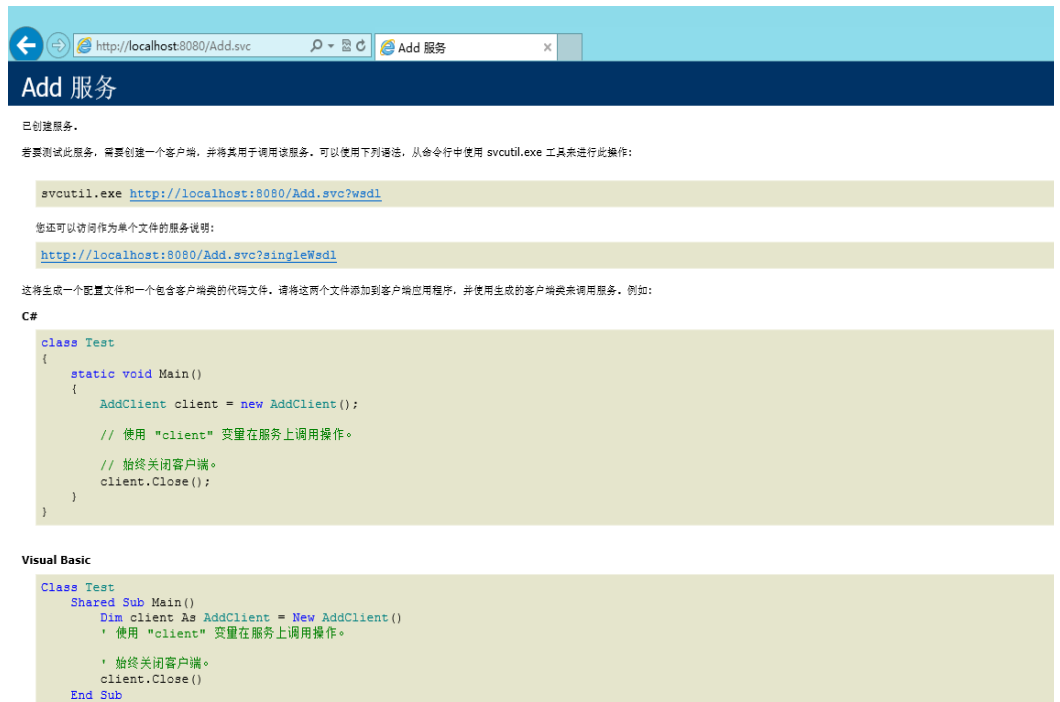 http://localhost:8080/Add.svc
Add 服务
Add 服务
已创建服务。
若要测试此服务，需要创建一个客户端，并将其用于调用该服务。可以使用下列语法，从命令行中使用 svcutil.exe 工具来进行此操作:
svcutil.exe http://localhost:8080/Add.svc?wsdl
您还可以访问作为单个文件的服务说明:
http://localhost:8080/Add.svc?singleWsdl
这将生成一个配置文件和一个包含客户端类的代码文件。请将这两个文件添加到客户端应用程序，并使用生成的客户端类来调用服务。例如:
C#
class Test
{
static void Main()
{
AddClient client = new AddClient();
// 使用 "client" 变量在服务上调用操作。
// 始终关闭客户端。
client.Close();
}
}
Visual Basic
Class Test
Shared Sub Main()
Dim client As AddClient = New AddClient()
' 使用 "client" 变量在服务上调用操作。
' 始终关闭客户端。
client.Close()
End Sub